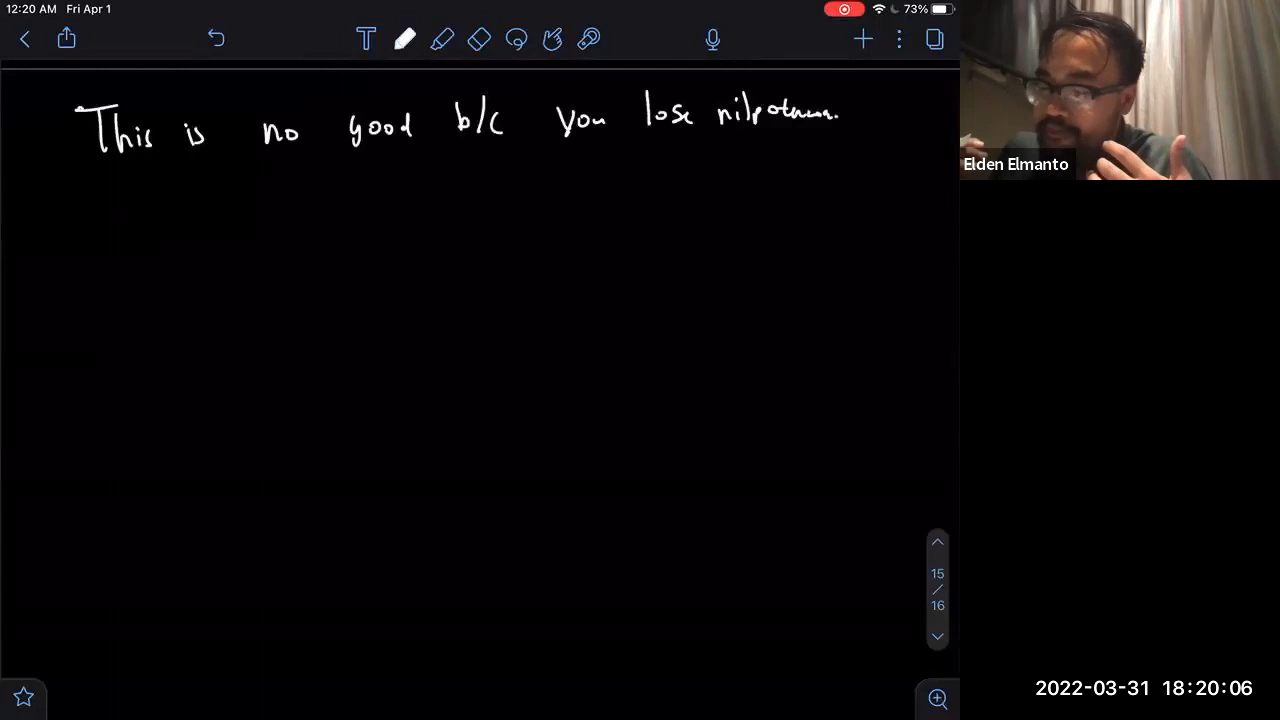 12:20 AM Fri Apr 1
73%
T
This is no good b/c you lose
Elden Elmanto
15
/
16
2022-03-31 18:20:06